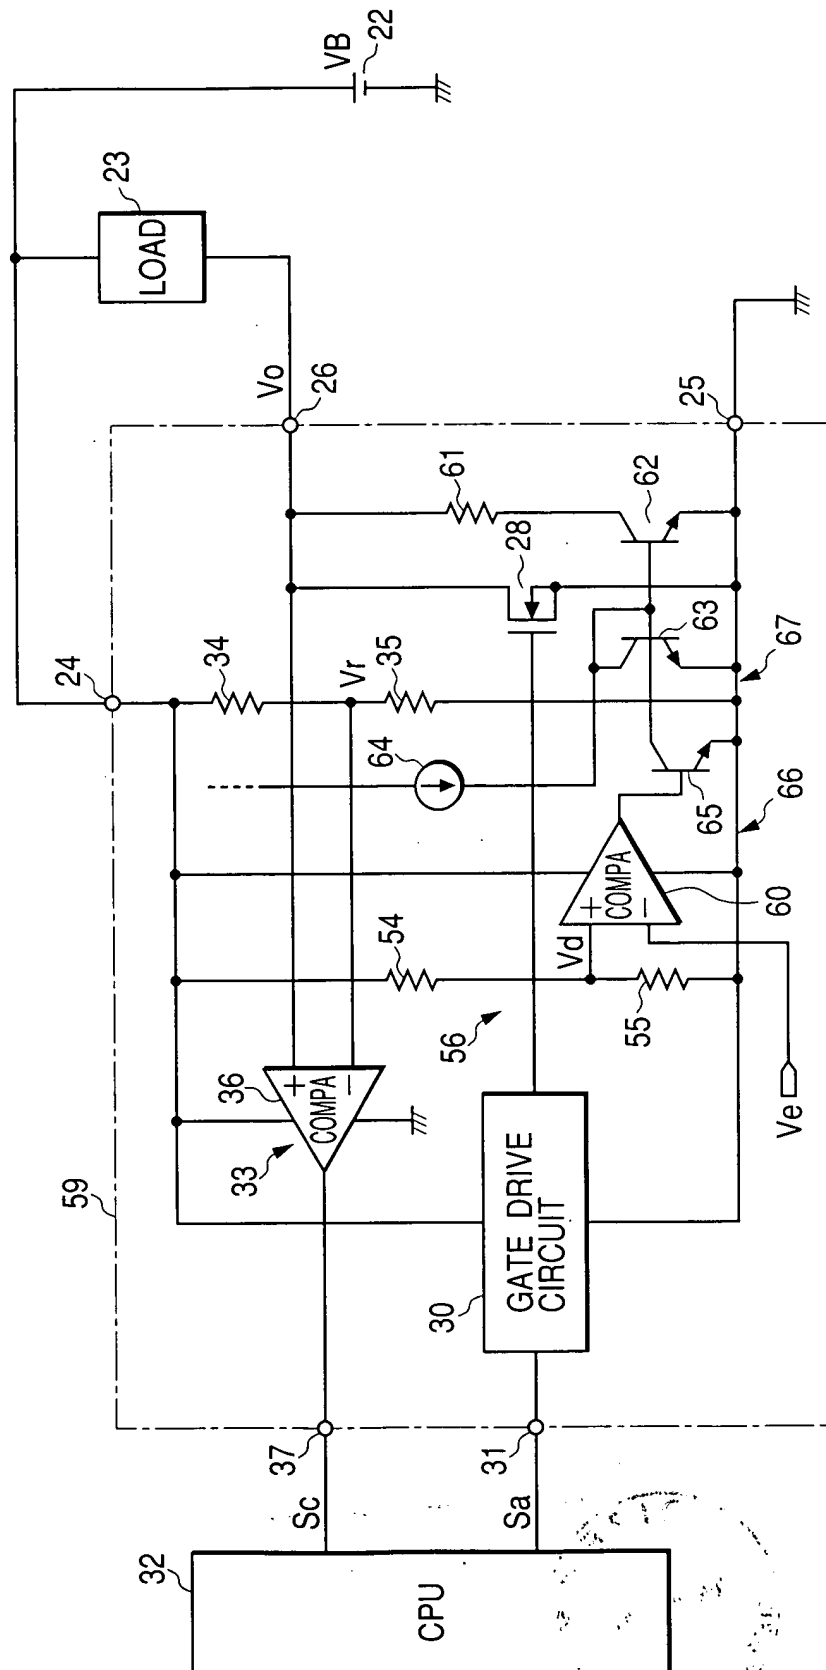 VB
22
23
LOAD
Vo
26
25
61
62
28
63
67
24
34
Vr
35
64
65
66
COMPA
+
−
60
Vd
54
55
56
Ve
36
COMPA
+
−
33
59
GATE DRIVE
CIRCUIT
30
37
31
Sc
Sa
32
CPU